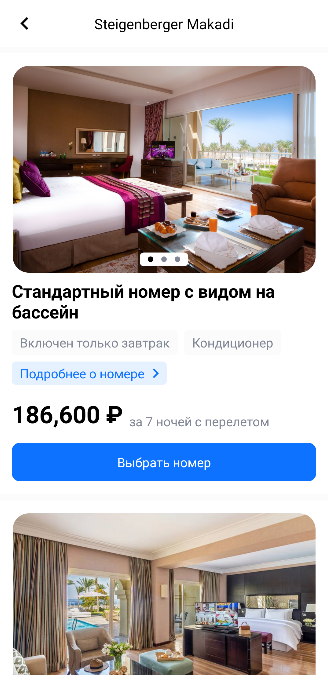 Steigenberger Makadi
Стандартный номер с видом на
бассейн
Включен только завтрак
Кондиционер
Подробнее о номере
186,600 ₽ за 7 ночей с перелетом
Выбрать номер